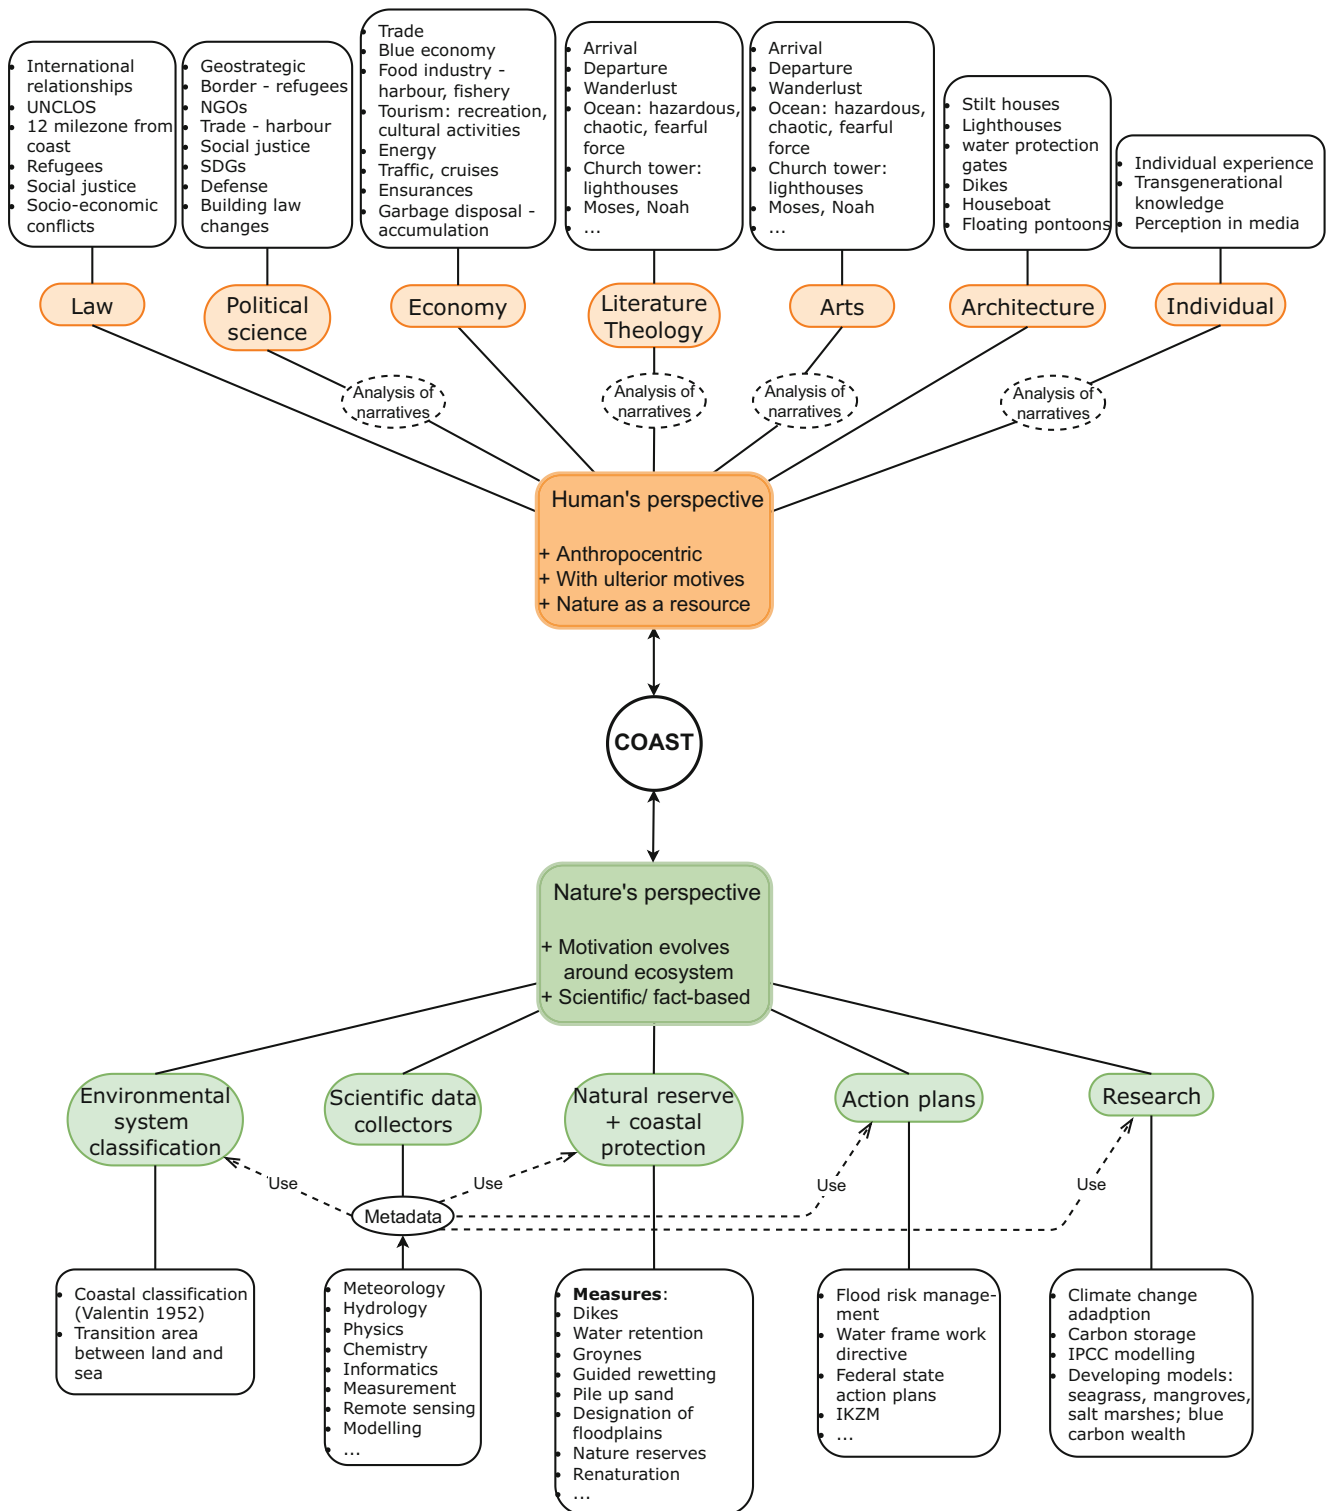 International
relationships
UNCLOS
12 milezone from
coast
Refugees
Social justice
Socio-economic
conflicts
Geostrategic
Border - refugees
NGOs
Trade - harbour
Social justice
SDGs
Defense
Building law
changes
Trade
Blue economy
Food industry -
harbour, fishery
Tourism: recreation,
cultural activities
Energy
Traffic, cruises
Ensurances
Garbage disposal -
accumulation
Arrival
Departure
Wanderlust
Ocean: hazardous,
chaotic, fearful
force
Church tower:
lighthouses
Moses, Noah
...
Arrival
Departure
Wanderlust
Ocean: hazardous,
chaotic, fearful
force
Church tower:
lighthouses
Moses, Noah
...
Stilt houses
Lighthouses
water protection
gates
Dikes
Houseboat
Floating pontoons
Individual experience
Transgenerational
knowledge
Perception in media
Law
Political
science
Economy
Literature
Theology
Arts
Architecture
Individual
Analysis of
narratives
Analysis of
narratives
Analysis of
narratives
Analysis of
narratives
Human's perspective
+ Anthropocentric
+ With ulterior motives
+ Nature as a resource
COAST
Nature's perspective
+ Motivation evolves
around ecosystem
+ Scientific/ fact-based
Environmental
system
classification
Scientific data
collectors
Natural reserve
+ coastal
protection
Action plans
Research
Use
Use
Use
Use
Metadata
Coastal classification
(Valentin 1952)
Transition area
between land and
sea
Meteorology
Hydrology
Physics
Chemistry
Informatics
Measurement
Remote sensing
Modelling
...
Measures:
Dikes
Water retention
Groynes
Guided rewetting
Pile up sand
Designation of
floodplains
Nature reserves
Renaturation
...
Flood risk manage-
ment
Water frame work
directive
Federal state
action plans
IKZM
...
Climate change
adadption
Carbon storage
IPCC modelling
Developing models:
seagrass, mangroves,
salt marshes; blue
carbon wealth